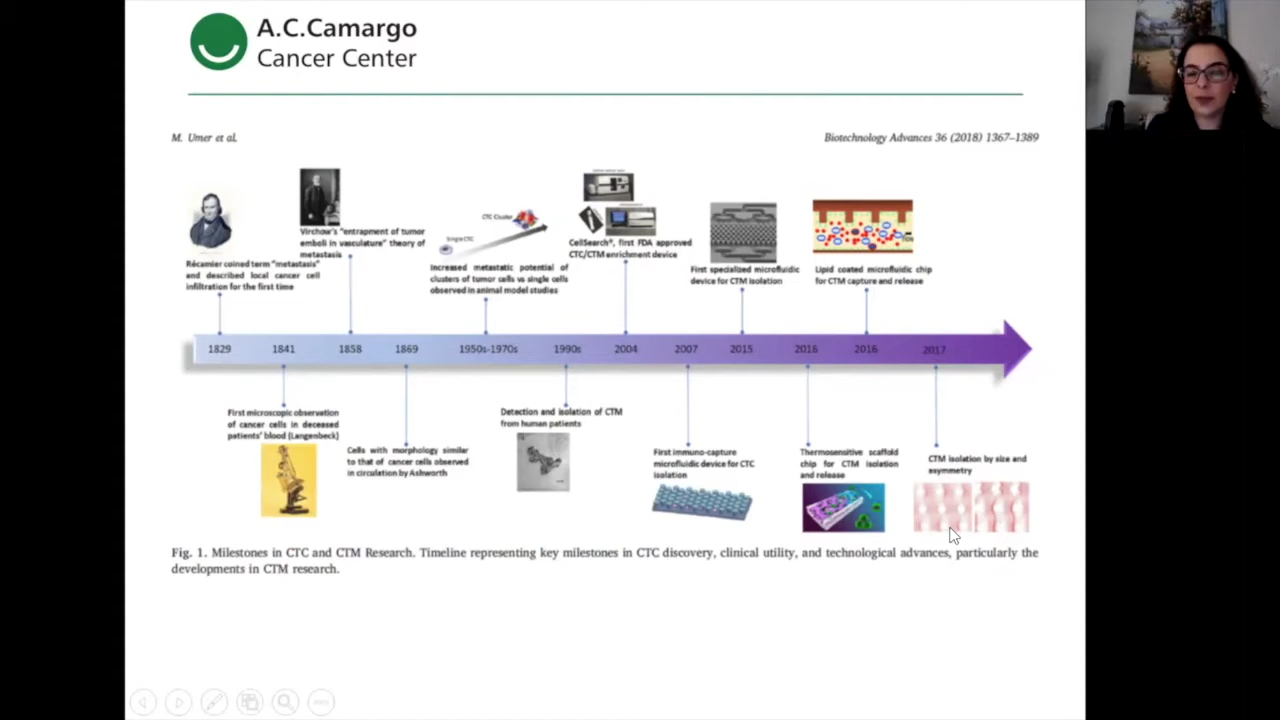 A.C.Camargo
Cancer Center
M. Umer et al.
Biotechnology Advances 36 (2018) 1367–1389
Récamier coined term "metastasis"
and described local cancer cell
infiltration for the first time
Virchow's "entrapment of tumor
emboli in vasculature" theory of
metastasis
CTC Cluster
Single CTC
Increased metastatic potential of
clusters of tumor cells vs single cells
observed in animal model studies
CellSearch®, first FDA approved
CTC/CTM enrichment device
First specialized microfluidic
device for CTM isolation
Lipid coated microfluidic chip
for CTM capture and release
1829
1841
1858
1869
1950s-1970s
1990s
2004
2007
2015
2016
2016
2017
First microscopic observation
of cancer cells in deceased
patients' blood (Langenbeck)
Cells with morphology similar
to that of cancer cells observed
in circulation by Ashworth
Detection and isolation of CTM
from human patients
First immuno-capture
microfluidic device for CTC
isolation
Thermosensitive scaffold
chip for CTM isolation
and release
CTM isolation by size and
asymmetry
Fig. 1. Milestones in CTC and CTM Research. Timeline representing key milestones in CTC discovery, clinical utility, and technological advances, particularly the
developments in CTM research.